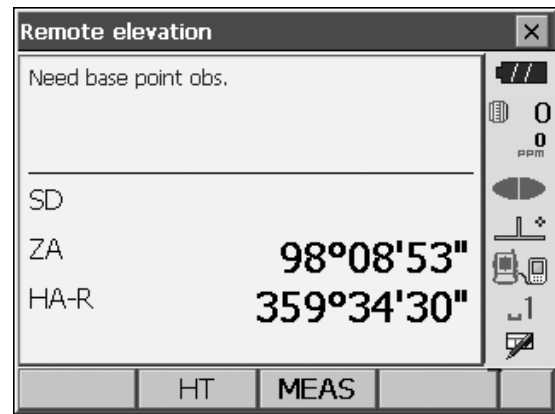 Remote elevation
Need base point obs.
0
0
ppm
SD
ZA 98°08'53"
HA-R 359°34'30"
1
HT MEAS